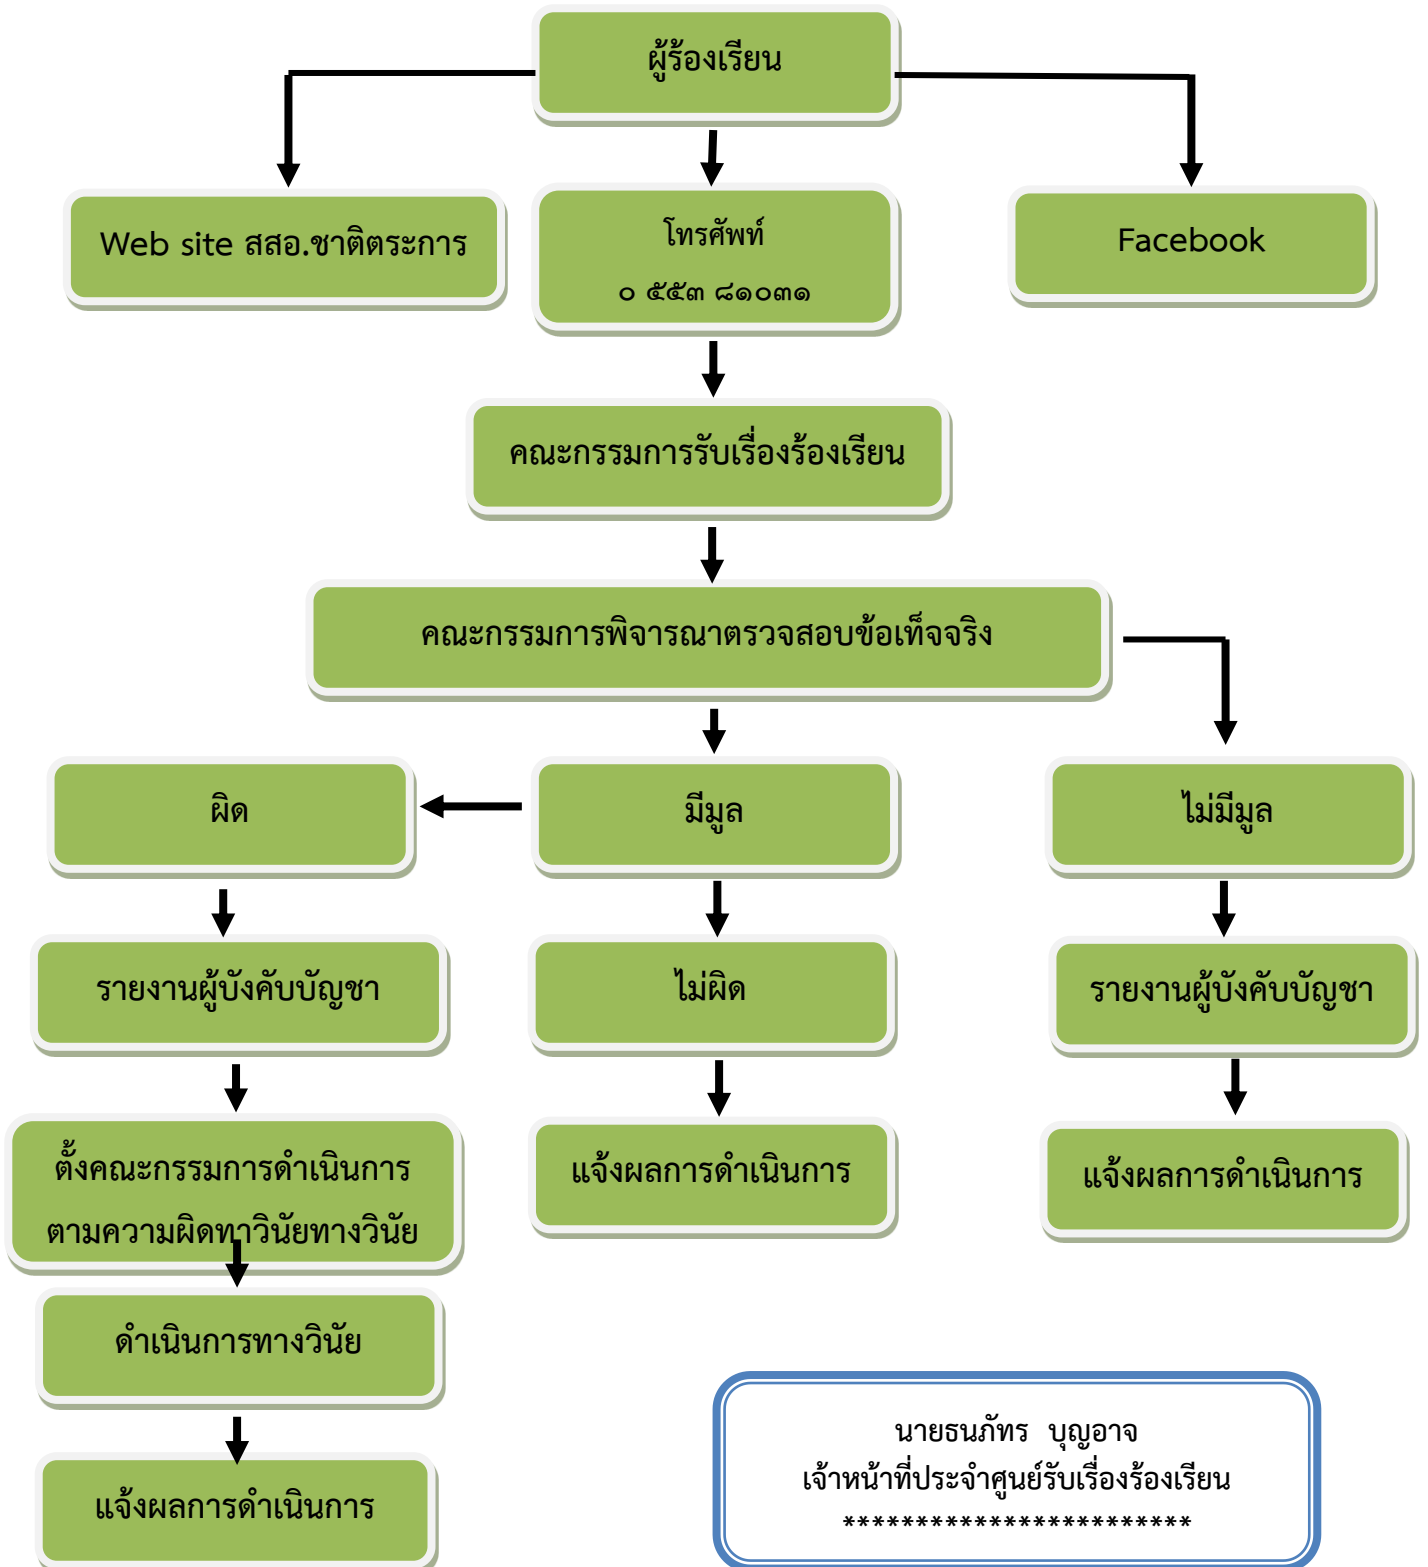 ผู้ร้องเรียน
Web site สสอ.ชาติตระการ
โทรศัพท์
๐ ๕๕๓ ๘๑๐๓๑
Facebook
คณะกรรมการรับเรื่องร้องเรียน
คณะกรรมการพิจารณาตรวจสอบข้อเท็จจริง
ผิด
มีมูล
ไม่มีมูล
รายงานผู้บังคับบัญชา
ไม่ผิด
รายงานผู้บังคับบัญชา
ตั้งคณะกรรมการดำเนินการ
ตามความผิดทาวินัยทางวินัย
แจ้งผลการดำเนินการ
แจ้งผลการดำเนินการ
ดำเนินการทางวินัย
แจ้งผลการดำเนินการ
นายธนภัทร  บุญอาจ
เจ้าหน้าที่ประจำศูนย์รับเรื่องร้องเรียน
************************